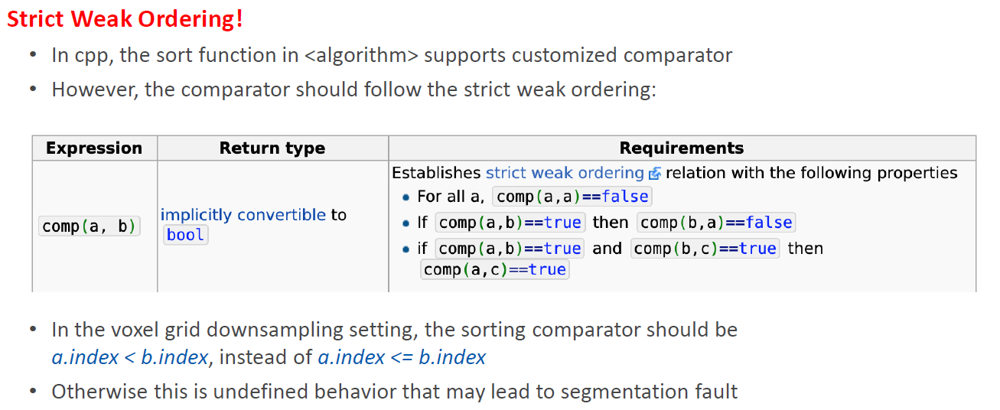 Strict Weak Ordering!
• In cpp, the sort function in <algorithm> supports customized comparator
• However, the comparator should follow the strict weak ordering:
Expression Return type Requirements
comp(a, b)
implicitly convertible to
bool
Establishes strict weak ordering relation with the following properties
• For all a, comp(a,a)==false
• If comp(a,b)==true then comp(b,a)==false
• if comp(a,b)==true and comp(b,c)==true then
comp(a,c)==true
• In the voxel grid downsampling setting, the sorting comparator should be
a.index < b.index, instead of a.index <= b.index
• Otherwise this is undefined behavior that may lead to segmentation fault